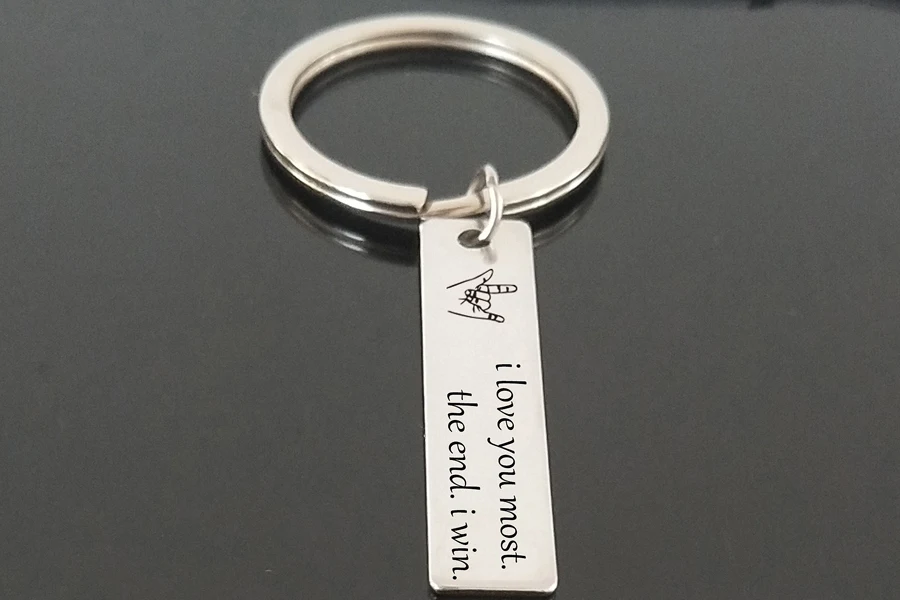 i love you most.
the end. i win.